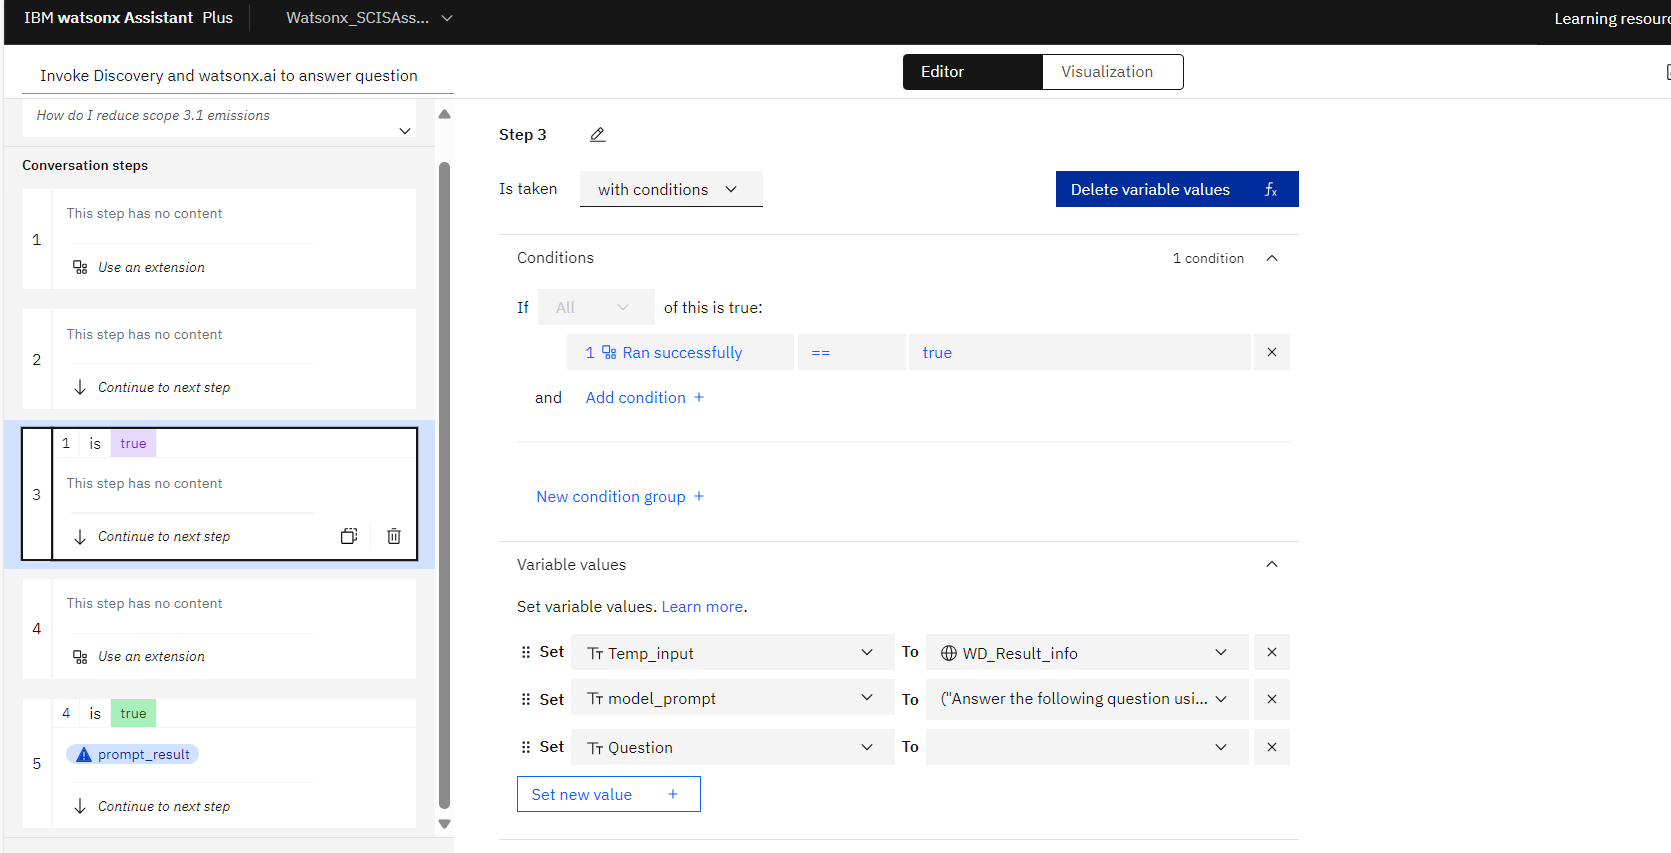 IBM watsonx Assistant Plus
Watsonx_SCISAss...
Learning resour
Invoke Discovery and watsonx.ai to answer question
Editor
Visualization
How do I reduce scope 3.1 emissions
Conversation steps
1
This step has no content
Use an extension
2
This step has no content
Continue to next step
3
1 is true
This step has no content
Continue to next step
4
This step has no content
Use an extension
5
4 is true
prompt_result
Continue to next step
Step 3
Is taken with conditions
Delete variable values fx
Conditions
1 condition
If All of this is true:
1 Ran successfully == true
and Add condition +
New condition group +
Variable values
Set variable values. Learn more.
Set Temp_input To WD_Result_info
Set model_prompt To ("Answer the following question usi...
Set Question To
Set new value +